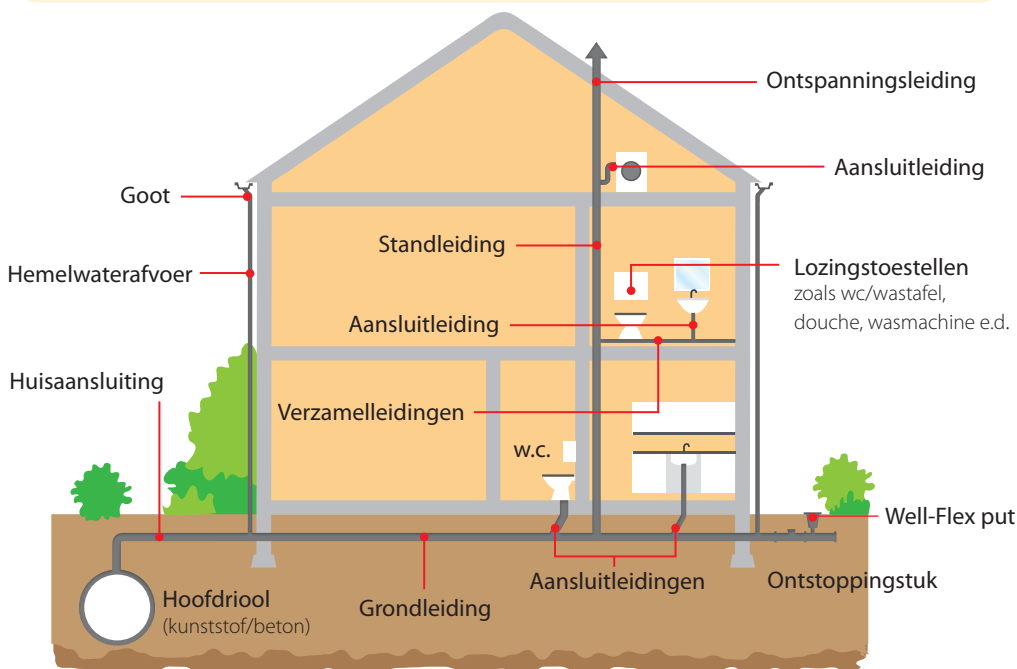 Ontspanningsleiding
Aansluitleiding
Goot
Standleiding
Hemelwaterafvoer
Lozingstoestellen
zoals wc/wastafel,
douche, wasmachine e.d.
Aansluitleiding
Huisaansluiting
Verzamelleidingen
w.c.
Well-Flex put
Aansluitleidingen
Ontstoppingstuk
Hoofdriool
(kunststof/beton)
Grondleiding